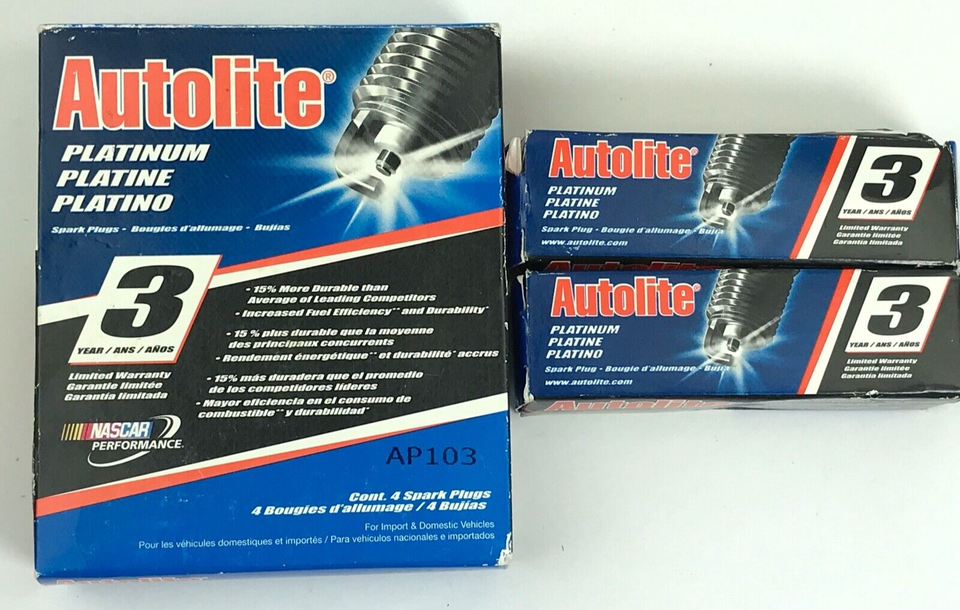 Autolite®
PLATINUM
PLATINE
PLATINO
Spark Plugs - Bougies d'allumage - Bujías
3
YEAR / ANS / AÑOS
Limited Warranty
Garantie limitée
Garantia limitada
- 15% More Durable than
Average of Leading Competitors
- Increased Fuel Efficiency** and Durability*
- 15 % plus durable que la moyenne
des principaux concurrents
- Rendement énergétique** et durabilité* accrus
- 15% más duradera que el promedio
de los competidores líderes
- Mayor eficiencia en el consumo de
combustible** y durabilidad*
NASCAR
PERFORMANCE.
AP103
Cont. 4 Spark Plugs
4 Bougies d'allumage / 4 Bujías
For Import & Domestic Vehicles
Pour les véhicules domestiques et importés / Para vehiculos nacionales e importados
Autolite®
PLATINUM
PLATINE
PLATINO
Spark Plug - Bougie d'allumage - Bujía
www.autolite.com
3
YEAR / ANS / AÑOS
Limited Warranty
Garantie limitée
Garantia limitada
Autolite®
PLATINUM
PLATINE
PLATINO
Spark Plug - Bougie d'allumage - Bujía
www.autolite.com
3
YEAR / ANS / AÑOS
Limited Warranty
Garantie limitée
Garantia limitada